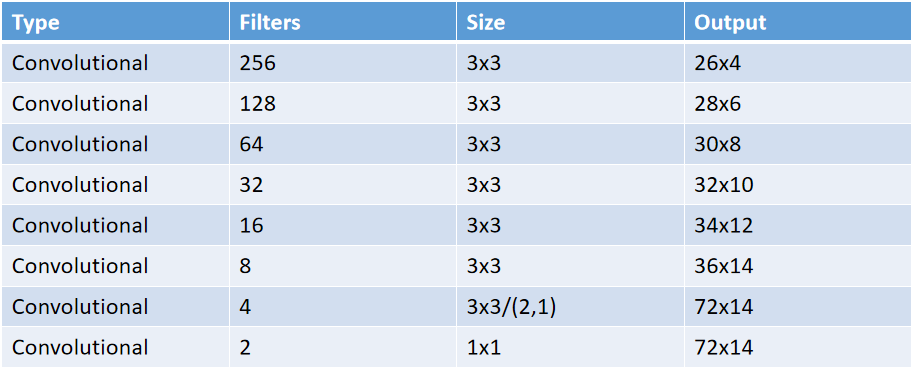 Type Filters Size Output
Convolutional 256 3x3 26x4
Convolutional 128 3x3 28x6
Convolutional 64 3x3 30x8
Convolutional 32 3x3 32x10
Convolutional 16 3x3 34x12
Convolutional 8 3x3 36x14
Convolutional 4 3x3/(2,1) 72x14
Convolutional 2 1x1 72x14